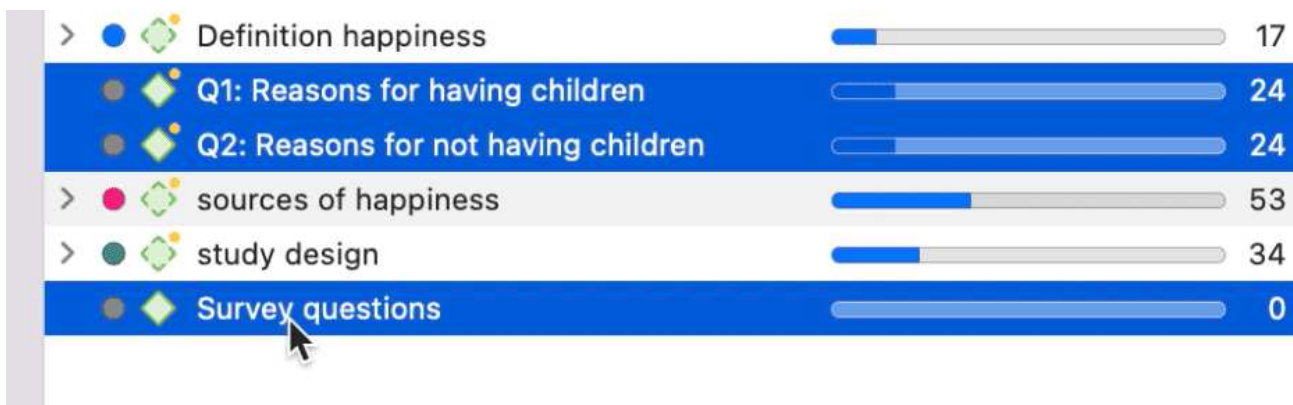 Definition happiness 17
Q1: Reasons for having children 24
Q2: Reasons for not having children 24
sources of happiness 53
study design 34
Survey questions 0